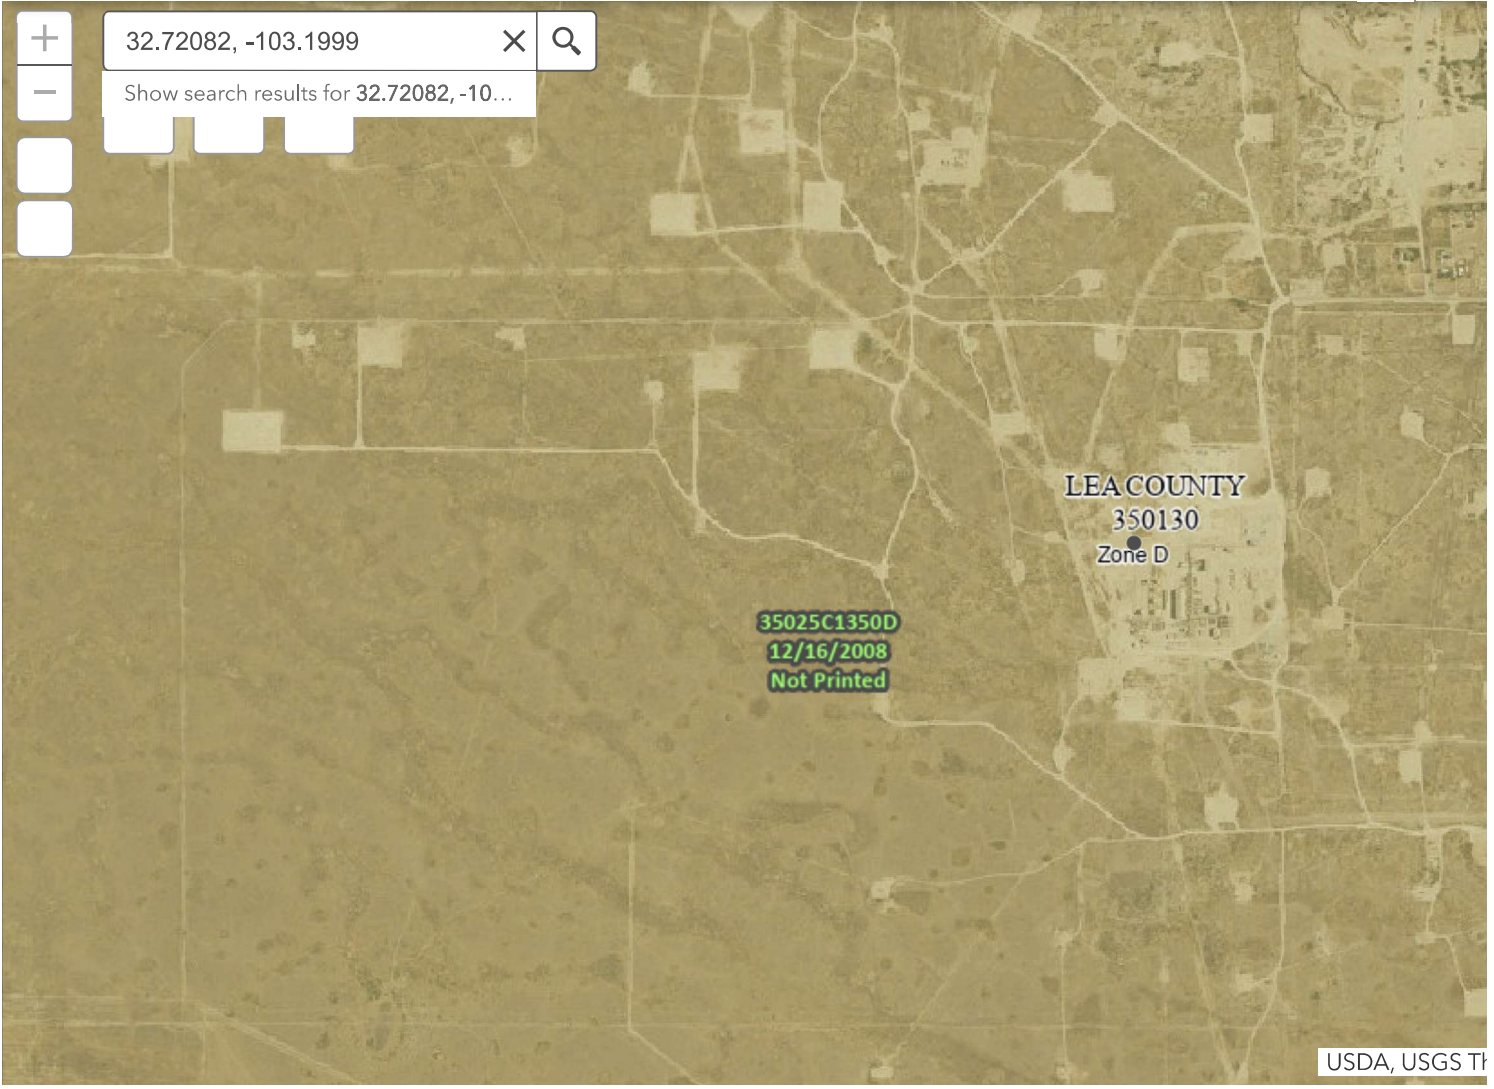 32.72082, -103.1999
Show search results for 32.72082, -10...
LEA COUNTY
350130
Zone D
35025C1350D
12/16/2008
Not Printed
USDA, USGS Th